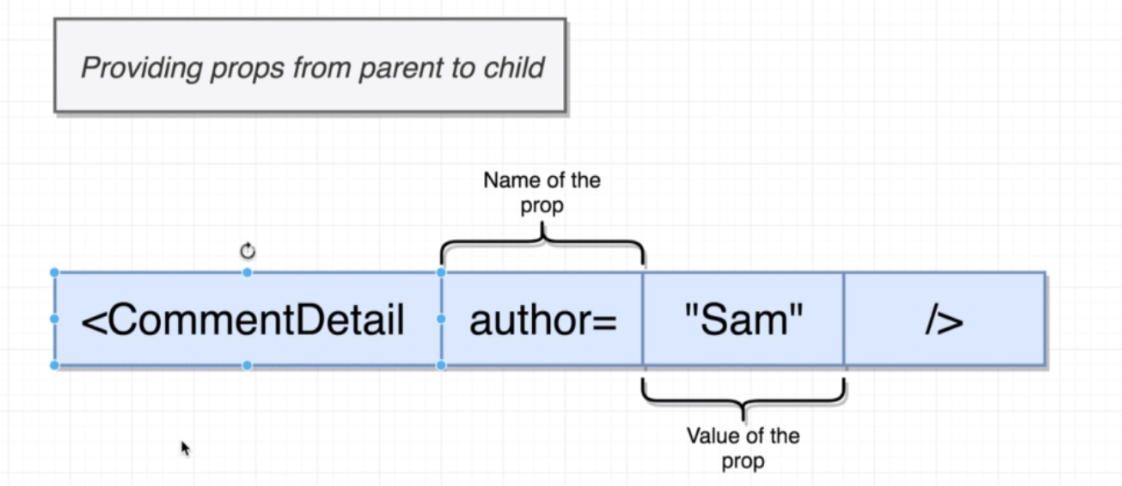 Providing props from parent to child
Name of the
prop
<CommentDetail author= "Sam" />
Value of the
prop